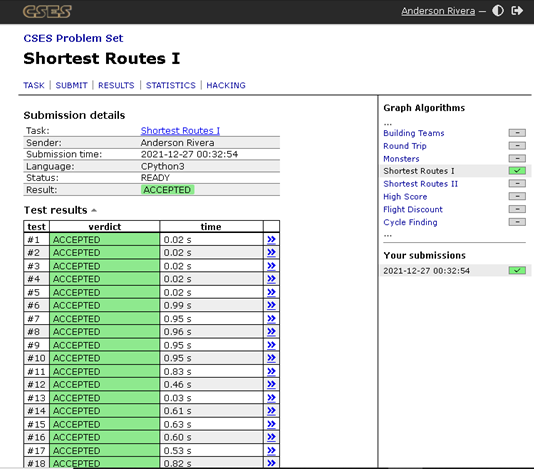 CSES
Anderson Rivera —
CSES Problem Set
Shortest Routes I
TASK | SUBMIT | RESULTS | STATISTICS | HACKING
Submission details
Task: Shortest Routes I
Sender: Anderson Rivera
Submission time: 2021-12-27 00:32:54
Language: CPython3
Status: READY
Result: ACCEPTED
Test results
test verdict time
#1 ACCEPTED 0.02 s »
#2 ACCEPTED 0.02 s »
#3 ACCEPTED 0.02 s »
#4 ACCEPTED 0.02 s »
#5 ACCEPTED 0.02 s »
#6 ACCEPTED 0.99 s »
#7 ACCEPTED 0.95 s »
#8 ACCEPTED 0.96 s »
#9 ACCEPTED 0.95 s »
#10 ACCEPTED 0.95 s »
#11 ACCEPTED 0.83 s »
#12 ACCEPTED 0.46 s »
#13 ACCEPTED 0.03 s »
#14 ACCEPTED 0.61 s »
#15 ACCEPTED 0.63 s »
#16 ACCEPTED 0.60 s »
#17 ACCEPTED 0.53 s »
#18 ACCEPTED 0.82 s »
Graph Algorithms
...
Building Teams –
Round Trip –
Monsters –
Shortest Routes I ✓
Shortest Routes II –
High Score –
Flight Discount –
Cycle Finding –
...
Your submissions
2021-12-27 00:32:54 ✓